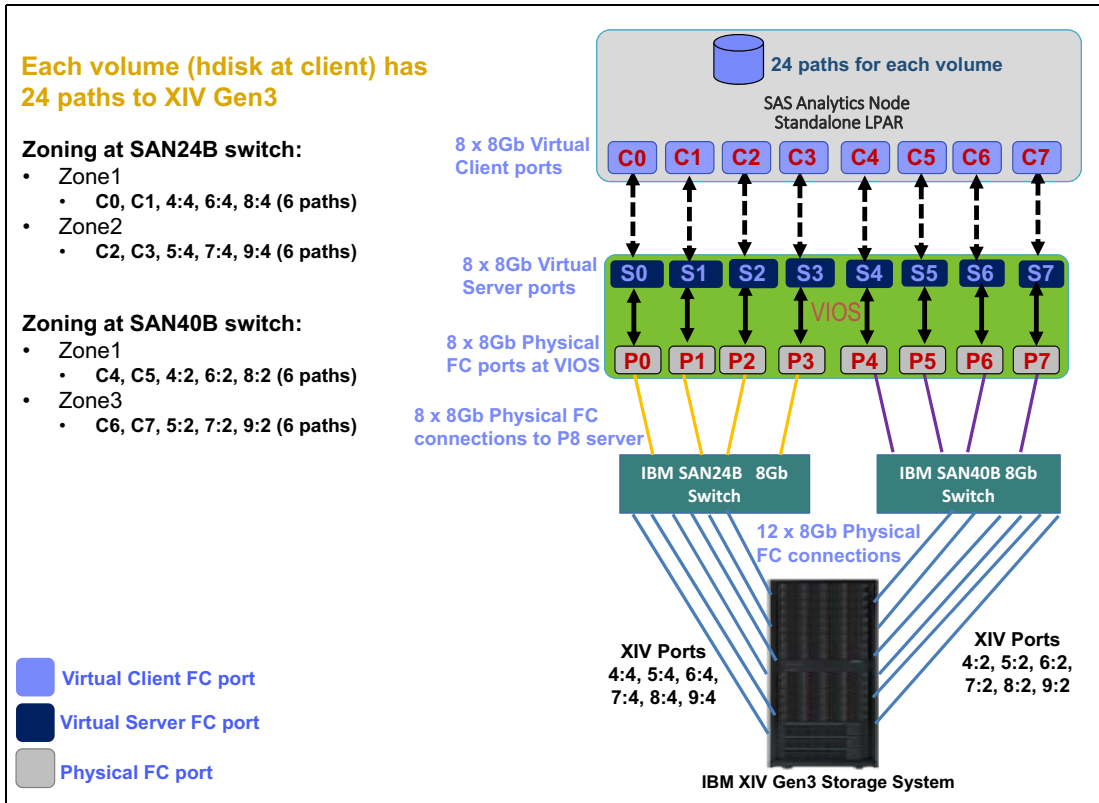 Each volume (hdisk at client) has
24 paths to XIV Gen3
Zoning at SAN24B switch:
• Zone1
• C0, C1, 4:4, 6:4, 8:4 (6 paths)
• Zone2
• C2, C3, 5:4, 7:4, 9:4 (6 paths)
Zoning at SAN40B switch:
• Zone1
• C4, C5, 4:2, 6:2, 8:2 (6 paths)
• Zone3
• C6, C7, 5:2, 7:2, 9:2 (6 paths)
24 paths for each volume
SAS Analytics Node
Standalone LPAR
8 x 8Gb Virtual
Client ports
C0 C1 C2 C3 C4 C5 C6 C7
8 x 8Gb Virtual
Server ports
S0 S1 S2 S3 S4 S5 S6 S7
VIOS
8 x 8Gb Physical
FC ports at VIOS
P0 P1 P2 P3 P4 P5 P6 P7
8 x 8Gb Physical FC
connections to P8 server
IBM SAN24B 8Gb
Switch
IBM SAN40B 8Gb
Switch
12 x 8Gb Physical
FC connections
XIV Ports
4:4, 5:4, 6:4,
7:4, 8:4, 9:4
XIV Ports
4:2, 5:2, 6:2,
7:2, 8:2, 9:2
IBM XIV Gen3 Storage System
Virtual Client FC port
Virtual Server FC port
Physical FC port